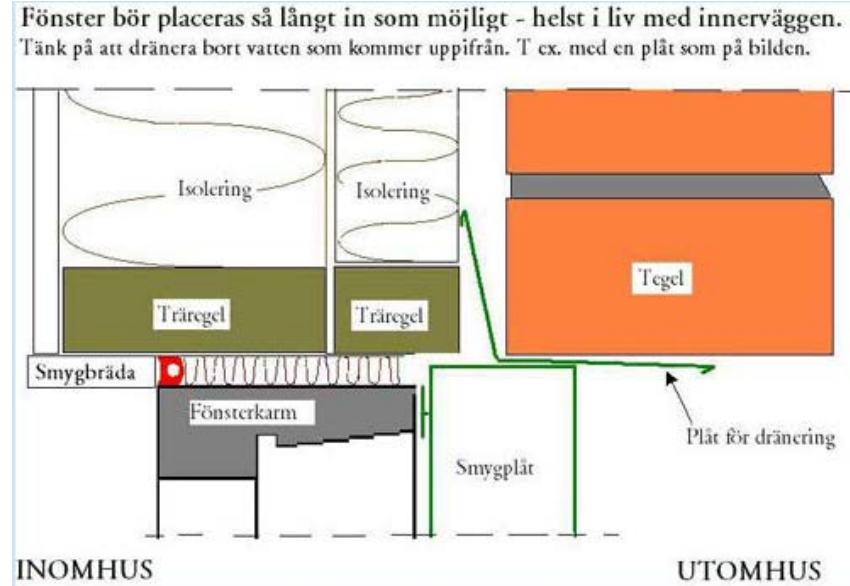 Fönster bör placeras så långt in som möjligt - helst i liv med innerväggen.
Tänk på att dränera bort vatten som kommer uppifrån. T ex. med en plåt som på bilden.
Isolering
Isolering
Tegel
Träregel
Träregel
Smygbräda
Fönsterkarm
Plåt för dränering
Smygplåt
INOMHUS
UTOMHUS